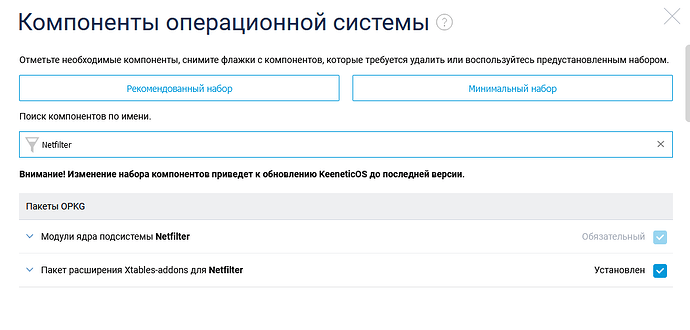 Компоненты операционной системы ?
Отметьте необходимые компоненты, снимите флажки с компонентов, которые требуется удалить или воспользуйтесь предустановленным набором.
Рекомендованный набор
Минимальный набор
Поиск компонентов по имени.
Netfilter
Внимание! Изменение набора компонентов приведет к обновлению KeeneticOS до последней версии.
Пакеты OPKG
Модули ядра подсистемы Netfilter
Обязательный
Пакет расширения Xtables-addons для Netfilter
Установлен